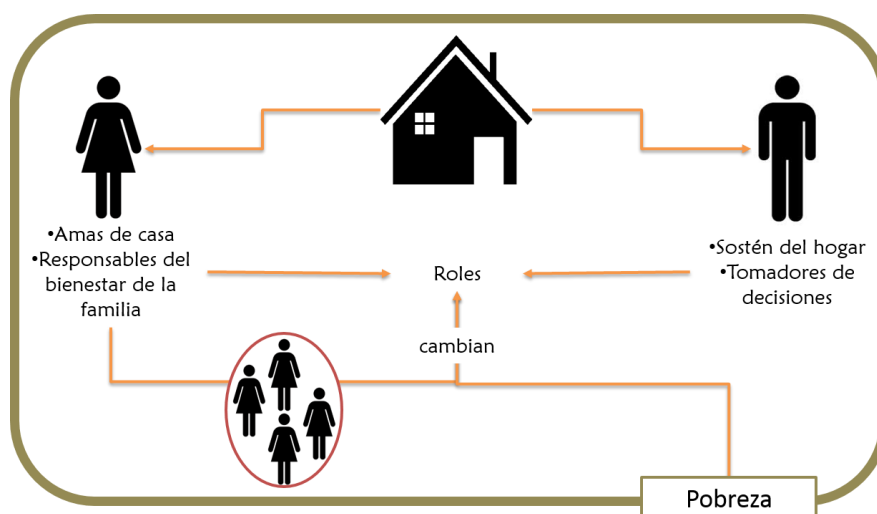 •Amas de casa
•Responsables del
bienestar de la
familia
Roles
•Sostén del hogar
•Tomadores de
decisiones
cambian
Pobreza